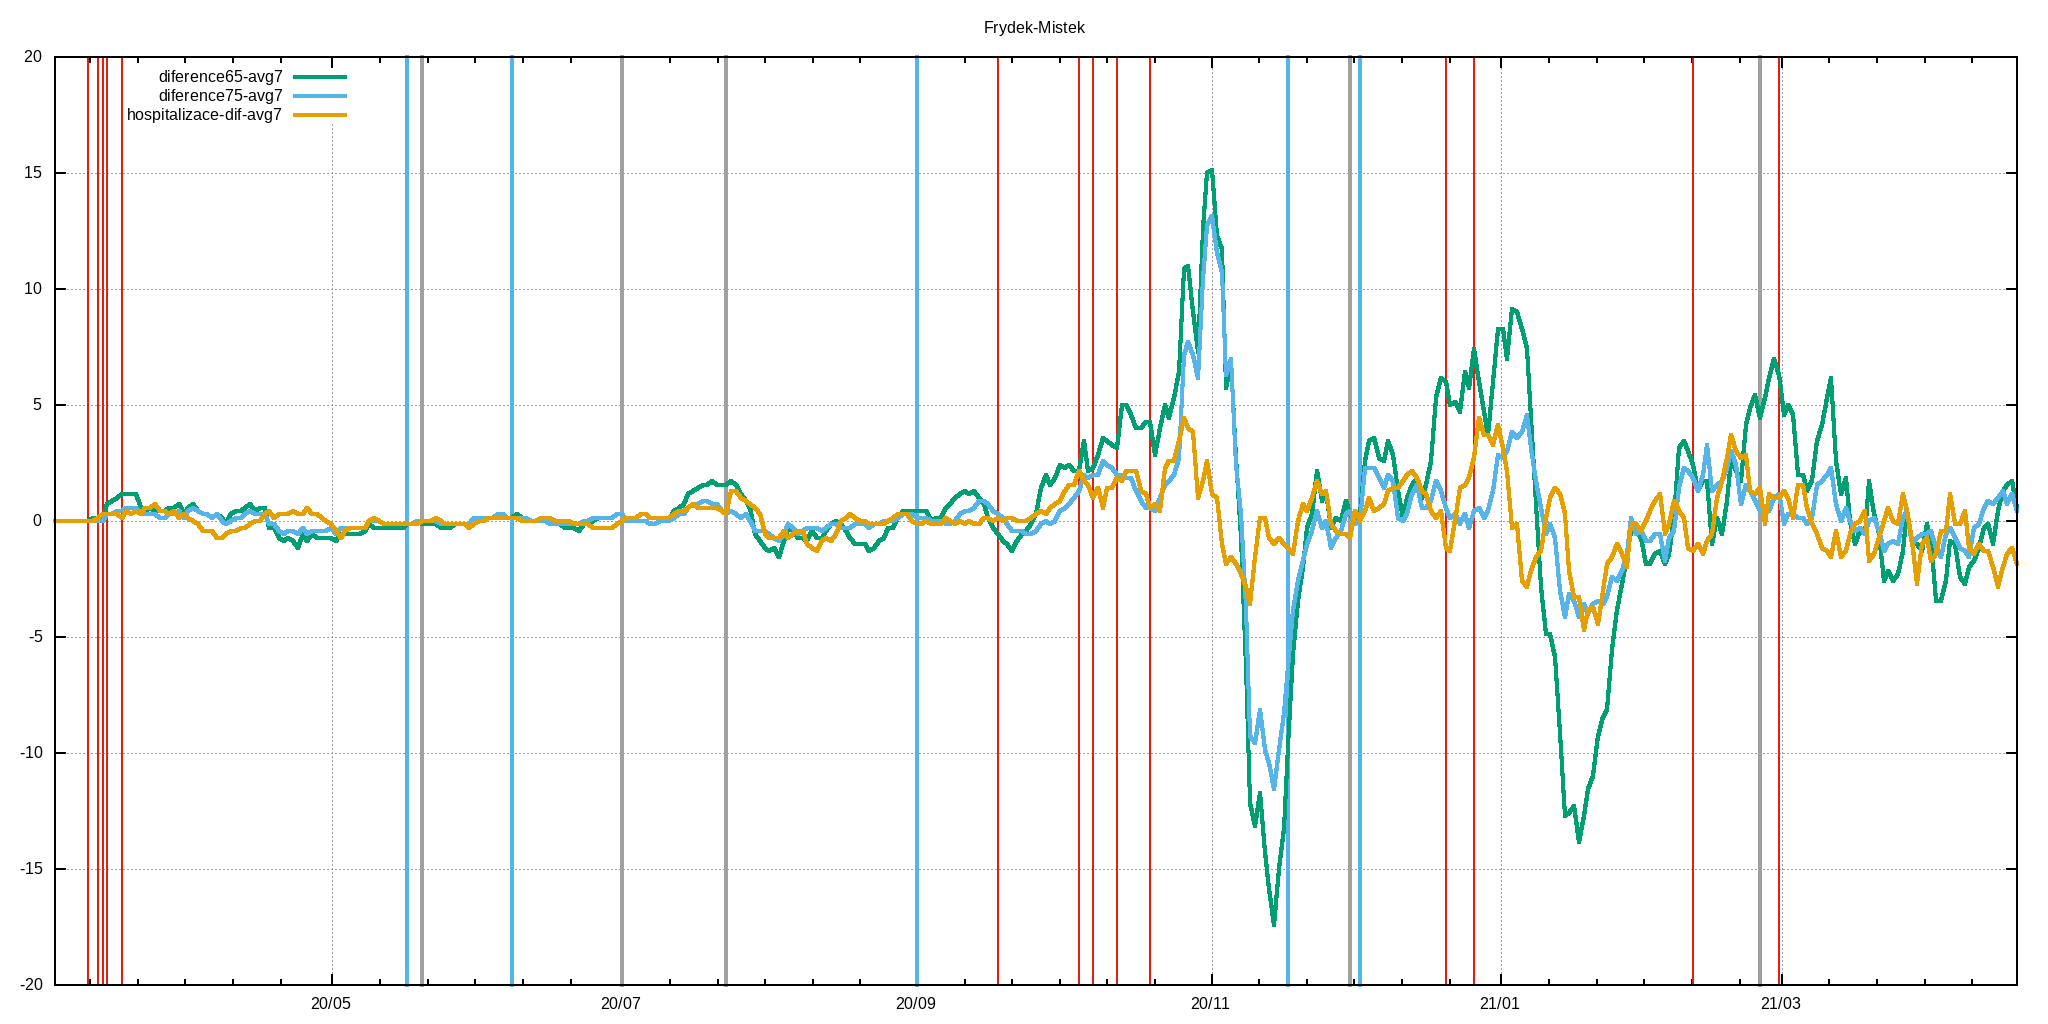 Frydek-Mistek
20
15
10
5
0
-5
-10
-15
-20
diference65-avg7
diference75-avg7
hospitalizace-dif-avg7
20/05 20/07 20/09 20/11 21/01 21/03